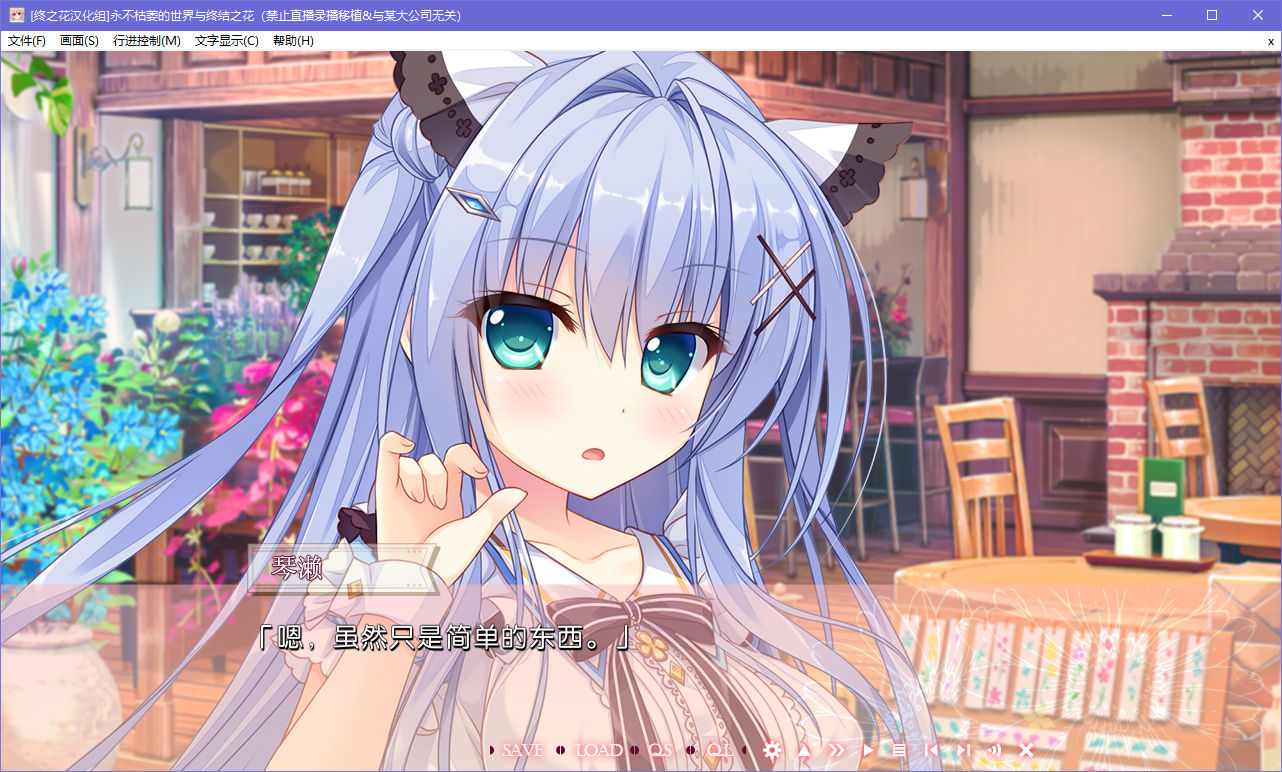 [终之花汉化组]永不枯萎的世界与终结之花（禁止直播录播移植&与某大公司无关）
文件(F) 画面(S) 行进控制(M) 文字显示(C) 帮助(H) x
琴濑
「嗯，虽然只是简单的东西。」
SAVE LOAD QS QL